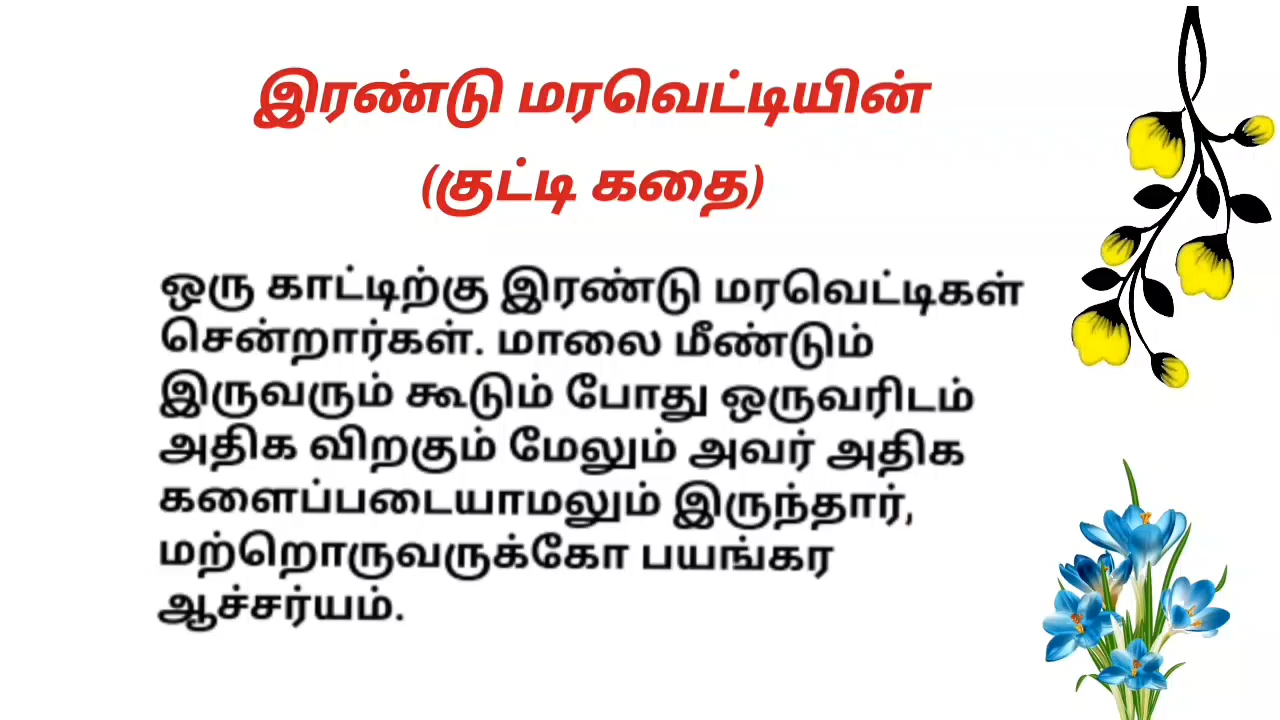 இரண்டு மரவெட்டியின்
(குட்டி கதை)
ஒரு காட்டிற்கு இரண்டு மரவெட்டிகள்
சென்றார்கள். மாலை மீண்டும்
இருவரும் கூடும் போது ஒருவரிடம்
அதிக விறகும் மேலும் அவர் அதிக
களைப்படையாமலும் இருந்தார்,
மற்றொருவருக்கோ பயங்கர
ஆச்சர்யம்.